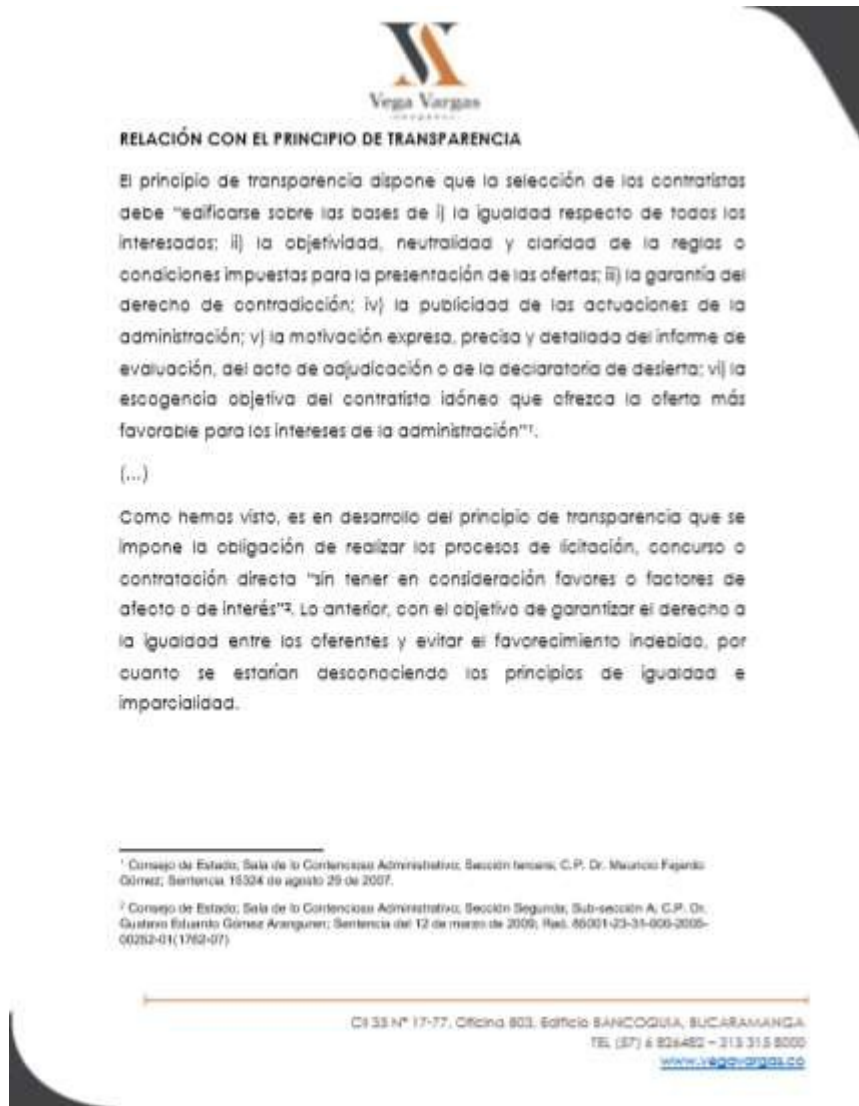 Vega Vargas
RELACIÓN CON EL PRINCIPIO DE TRANSPARENCIA
El principio de transparencia dispone que la selección de los contratistas
debe "edificarse sobre las bases de i) la igualdad respecto de todos los
interesados; ii) la objetividad, neutralidad y claridad de la reglas o
condiciones impuestas para la presentación de las ofertas; iii) la garantía del
derecho de contradicción; iv) la publicidad de las actuaciones de la
administración; v) la motivación expresa, precisa y detallada del informe de
evaluación, del acto de adjudicación o de la declaratoria de desierta; vi) la
escogencia objetiva del contratista idóneo que ofrezca la oferta más
favorable para los intereses de la administración"¹.
(...)
Como hemos visto, es en desarrollo del principio de transparencia que se
impone la obligación de realizar los procesos de licitación, concurso o
contratación directa "sin tener en consideración favores o factores de
afecto o de interés"². Lo anterior, con el objetivo de garantizar el derecho a
la igualdad entre los oferentes y evitar el favorecimiento indebido, por
cuanto se estarían desconociendo los principios de igualdad e
imparcialidad.
¹ Consejo de Estado; Sala de lo Contencioso Administrativo; Sección tercera; C.P. Dr. Mauricio Fajardo
Gómez; Sentencia 15324 de agosto 29 de 2007.
² Consejo de Estado; Sala de lo Contencioso Administrativo; Sección Segunda; Sub-sección A; C.P. Dr.
Gustavo Eduardo Gómez Aranguren; Sentencia del 12 de marzo de 2009; Rad. 85001-23-31-000-2005-
00252-01(1762-07)
Cll 35 N° 17-77, Oficina 803, Edificio BANCOQUIA, BUCARAMANGA
TEL (57) 6 826482 – 313 315 8000
www.vegavargas.co